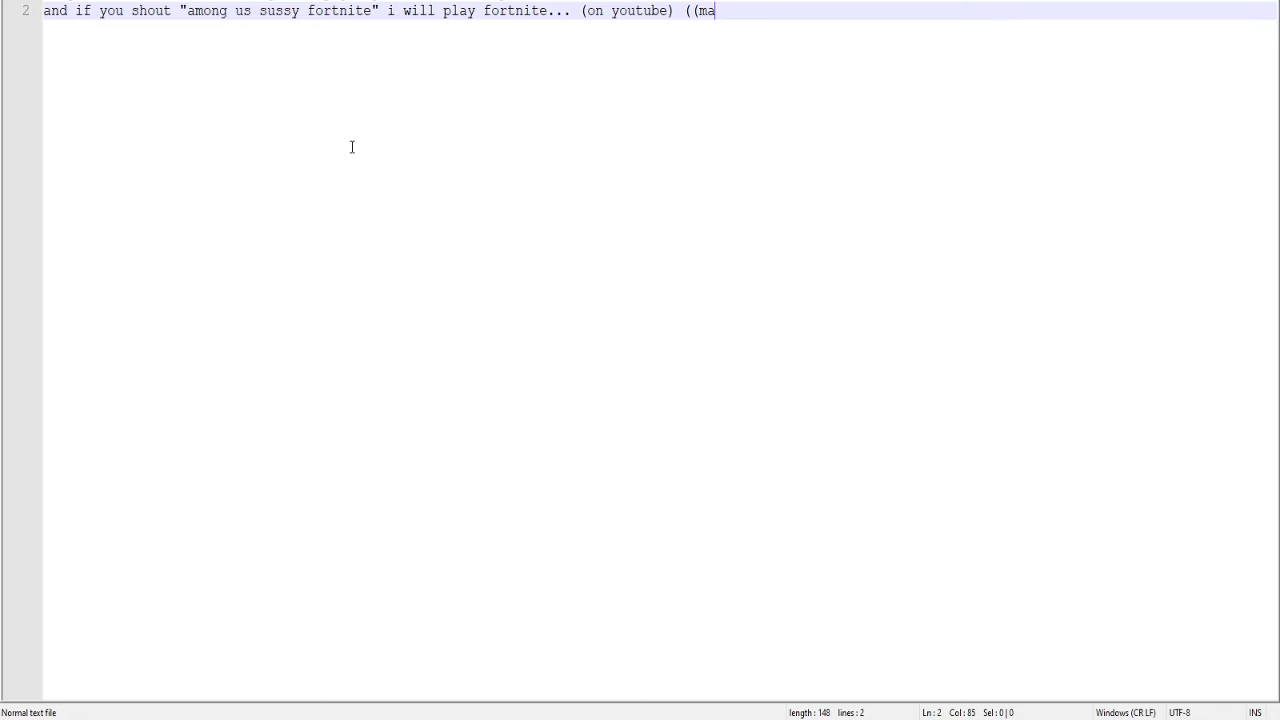 2 and if you shout "among us sussy fortnite" i will play fortnite... (on youtube) ((ma
Normal text file length : 148 lines : 2 Ln : 2 Col : 85 Sel : 0 | 0 Windows (CR LF) UTF-8 INS